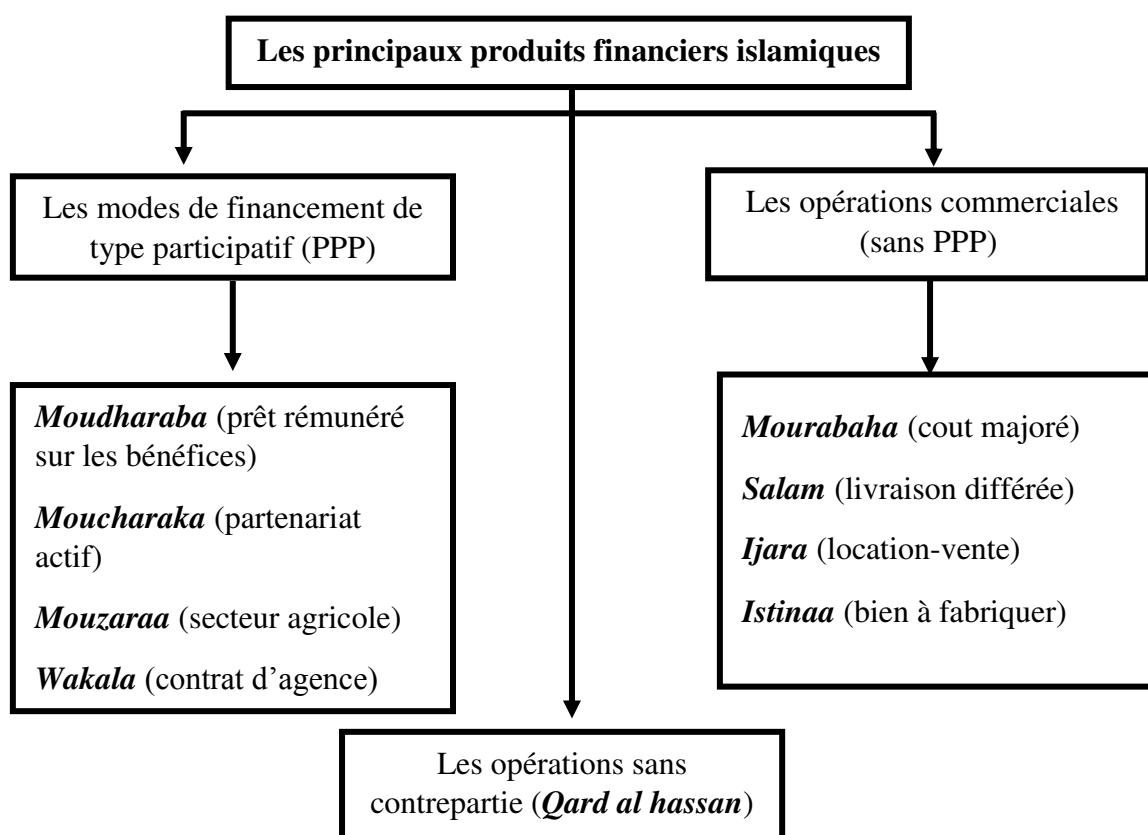 Les principaux produits financiers islamiques
Les modes de financement de
type participatif (PPP)
Les opérations commerciales
(sans PPP)
Moudharaba (prêt rémunéré
sur les bénéfices)
Moucharaka (partenariat
actif)
Mouzaraa (secteur agricole)
Wakala (contrat d’agence)
Mourabaha (cout majoré)
Salam (livraison différée)
Ijara (location-vente)
Istinaa (bien à fabriquer)
Les opérations sans
contrepartie (Qard al hassan)